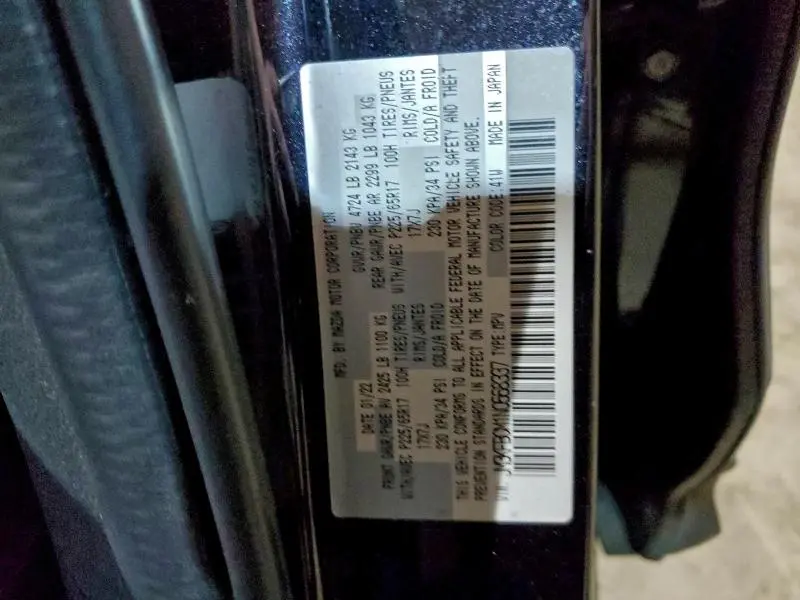 MFD. BY MAZDA MOTOR CORPORATION
DATE 01/22 GVWR/PNBV 4724 LB 2143 KG
FRONT GAWR/PNBE AV 2425 LB 1100 KG REAR GAWR/PNBE AR 2299 LB 1043 KG
WITH/AVEC P225/65R17 100H TIRES/PNEUS WITH/AVEC P225/65R17 100H TIRES/PNEUS
17X7J RIMS/JANTES 17X7J RIMS/JANTES
230 KPA/34 PSI COLD/A FROID 230 KPA/34 PSI COLD/A FROID
THIS VEHICLE CONFORMS TO ALL APPLICABLE FEDERAL MOTOR VEHICLE SAFETY AND THEFT
PREVENTION STANDARDS IN EFFECT ON THE DATE OF MANUFACTURE SHOWN ABOVE.
VIN: TYPE:MPV COLOR CODE:41W MADE IN JAPAN